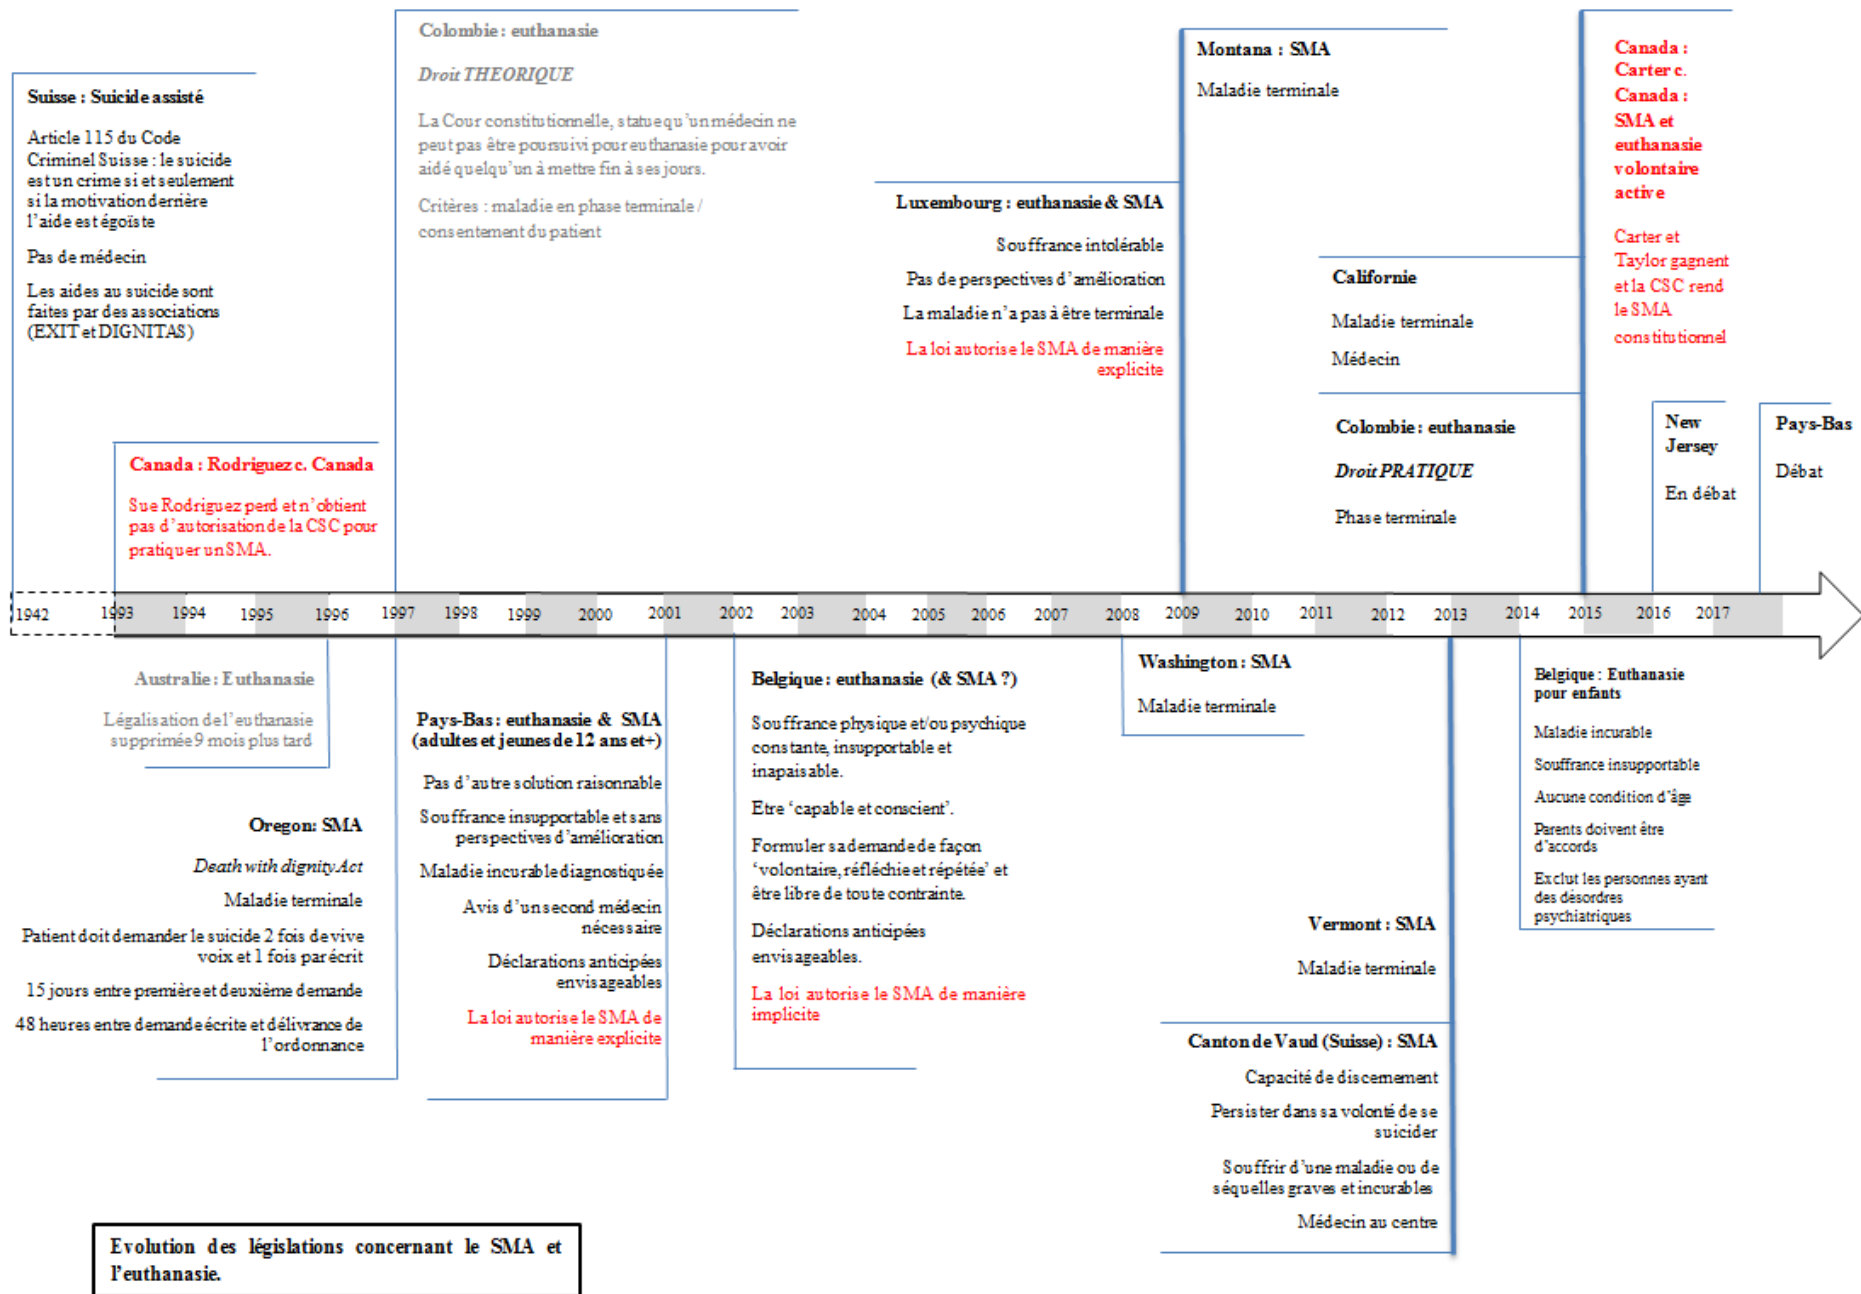 Suisse : Suicide assisté
Article 115 du Code
Criminel Suisse : le suicide
est un crime si et seulement
si la motivation derrière
l'aide est égoïste
Pas de médecin
Les aides au suicide sont
faites par des associations
(EXIT et DIGNITAS)
Canada : Rodriguez c. Canada
Sue Rodriguez perd et n'obtient
pas d'autorisation de la CSC pour
pratiquer un SMA.
Colombie : euthanasie
Droit THEORIQUE
La Cour constitutionnelle, statue qu'un médecin ne
peut pas être poursuivi pour euthanasie pour avoir
aidé quelqu'un à mettre fin à ses jours.
Critères : maladie en phase terminale /
consentement du patient
Luxembourg : euthanasie & SMA
Souffrance intolérable
Pas de perspectives d'amélioration
La maladie n'a pas à être terminale
La loi autorise le SMA de manière
explicite
Montana : SMA
Maladie terminale
Californie
Maladie terminale
Médecin
Colombie : euthanasie
Droit PRATIQUE
Phase terminale
Canada :
Carter c.
Canada :
SMA et
euthanasie
volontaire
active
Carter et
Taylor gagnent
et la CSC rend
le SMA
constitutionnel
New
Jersey
En débat
Pays-Bas
Débat
1942 1993 1994 1995 1996 1997 1998 1999 2000 2001 2002 2003 2004 2005 2006 2007 2008 2009 2010 2011 2012 2013 2014 2015 2016 2017
Australie : Euthanasie
Légalisation de l'euthanasie
supprimée 9 mois plus tard
Oregon: SMA
Death with dignity Act
Maladie terminale
Patient doit demander le suicide 2 fois de vive
voix et 1 fois par écrit
15 jours entre première et deuxième demande
48 heures entre demande écrite et délivrance de
l'ordonnance
Pays-Bas : euthanasie & SMA
(adultes et jeunes de 12 ans et+)
Pas d'autre solution raisonnable
Souffrance insupportable et sans
perspectives d'amélioration
Maladie incurable diagnostiquée
Avis d'un second médecin
nécessaire
Déclarations anticipées
envisageables
La loi autorise le SMA de
manière explicite
Belgique : euthanasie (& SMA ?)
Souffrance physique et/ou psychique
constante, insupportable et
inapaisable.
Etre 'capable et conscient'.
Formuler sa demande de façon
'volontaire, réfléchie et répétée' et
être libre de toute contrainte.
Déclarations anticipées
envisageables.
La loi autorise le SMA de manière
implicite
Washington : SMA
Maladie terminale
Vermont : SMA
Maladie terminale
Canton de Vaud (Suisse) : SMA
Capacité de discernement
Persister dans sa volonté de se
suicider
Souffrir d'une maladie ou de
séquelles graves et incurables
Médecin au centre
Belgique : Euthanasie
pour enfants
Maladie incurable
Souffrance insupportable
Aucune condition d'âge
Parents doivent être
d'accords
Exclut les personnes ayant
des désordres
psychiatriques
Evolution des législations concernant le SMA et
l'euthanasie.